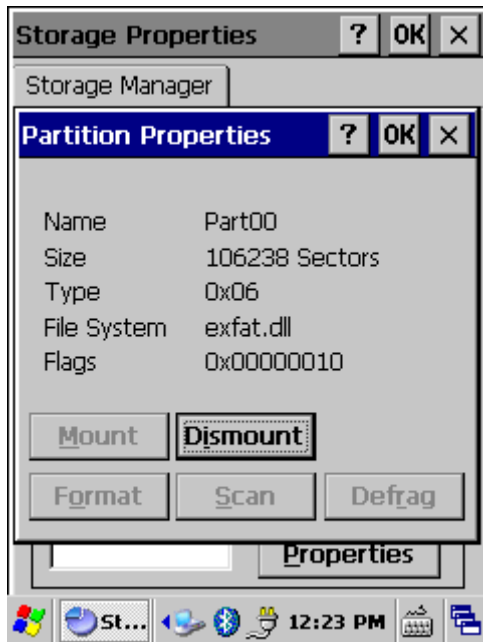 Storage Properties ? OK ×
Storage Manager
Partition Properties ? OK ×
Name Part00
Size 106238 Sectors
Type 0x06
File System exfat.dll
Flags 0x00000010
Mount Dismount
Format Scan Defrag
Properties
St... 12:23 PM